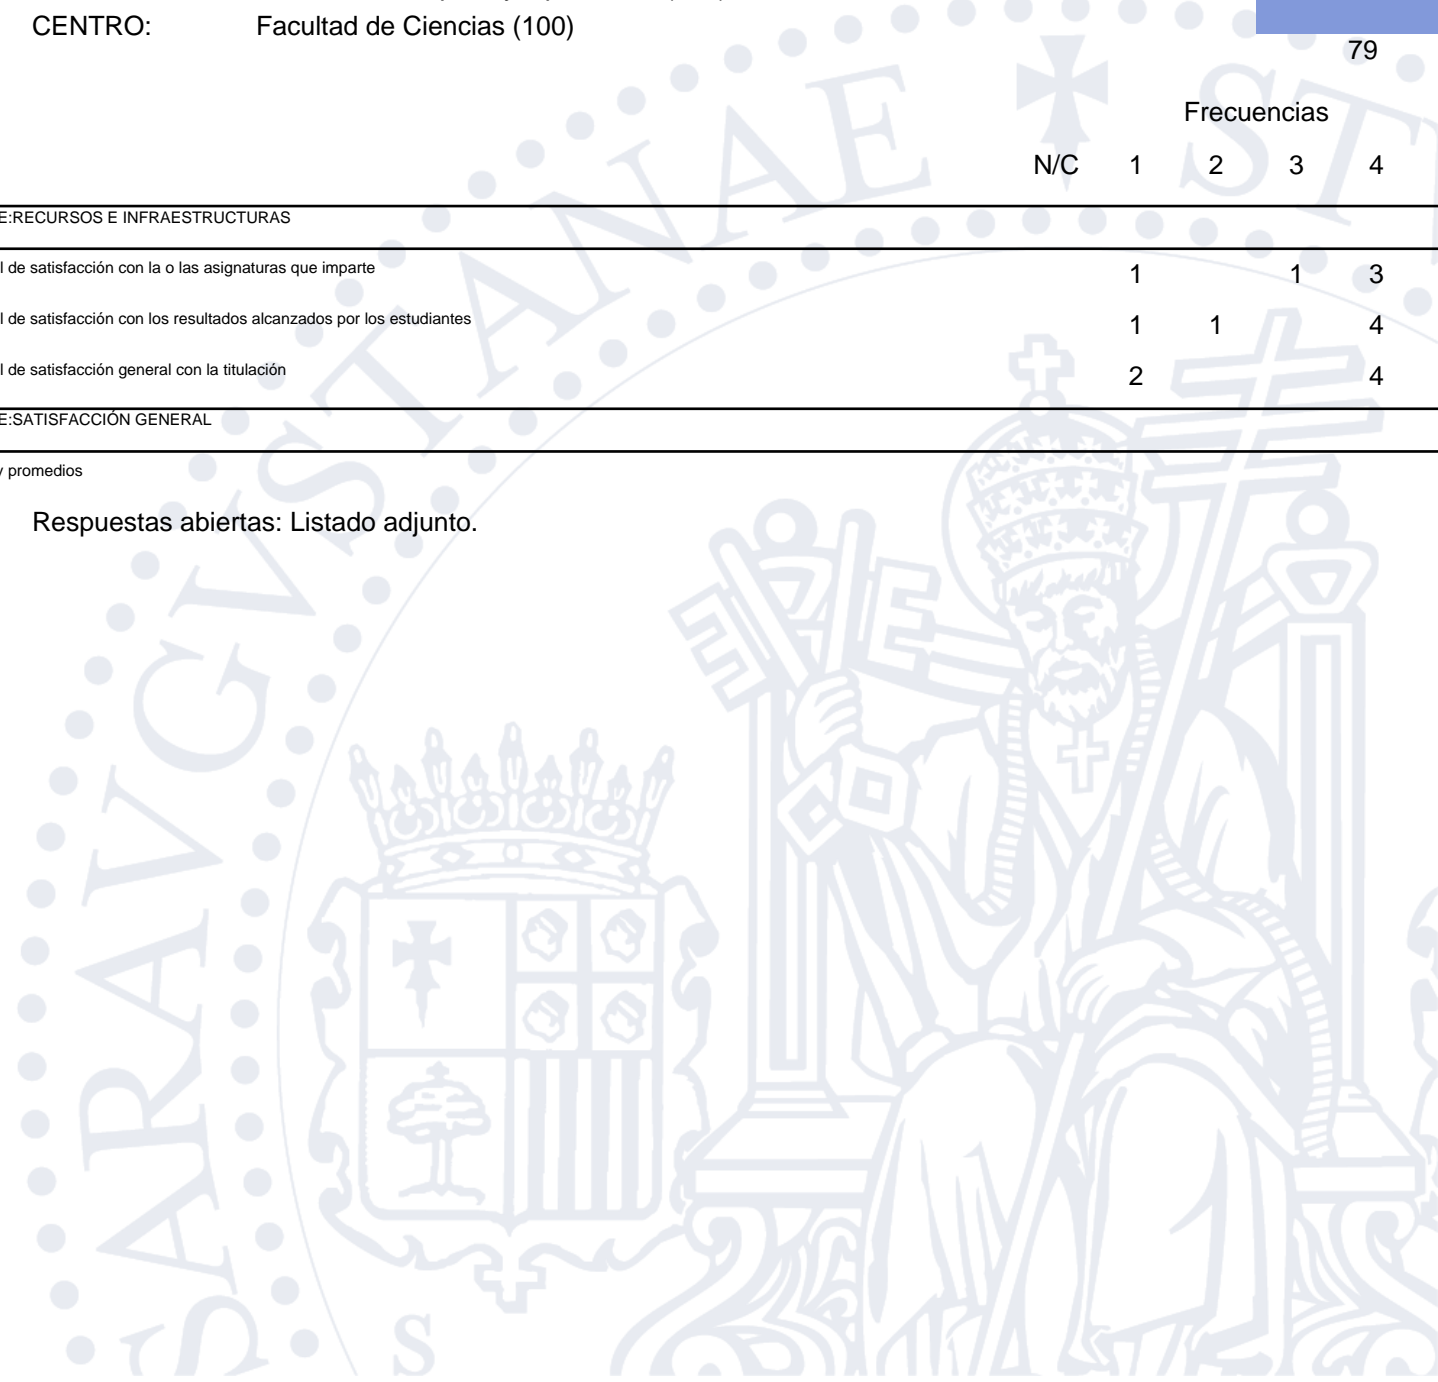 CENTRO: Facultad de Ciencias (100)
79
Frecuencias
N/C 1 2 3 4
E:RECURSOS E INFRAESTRUCTURAS
l de satisfacción con la o las asignaturas que imparte 1 1 3
l de satisfacción con los resultados alcanzados por los estudiantes 1 1 4
l de satisfacción general con la titulación 2 4
E:SATISFACCIÓN GENERAL
y promedios
Respuestas abiertas: Listado adjunto.